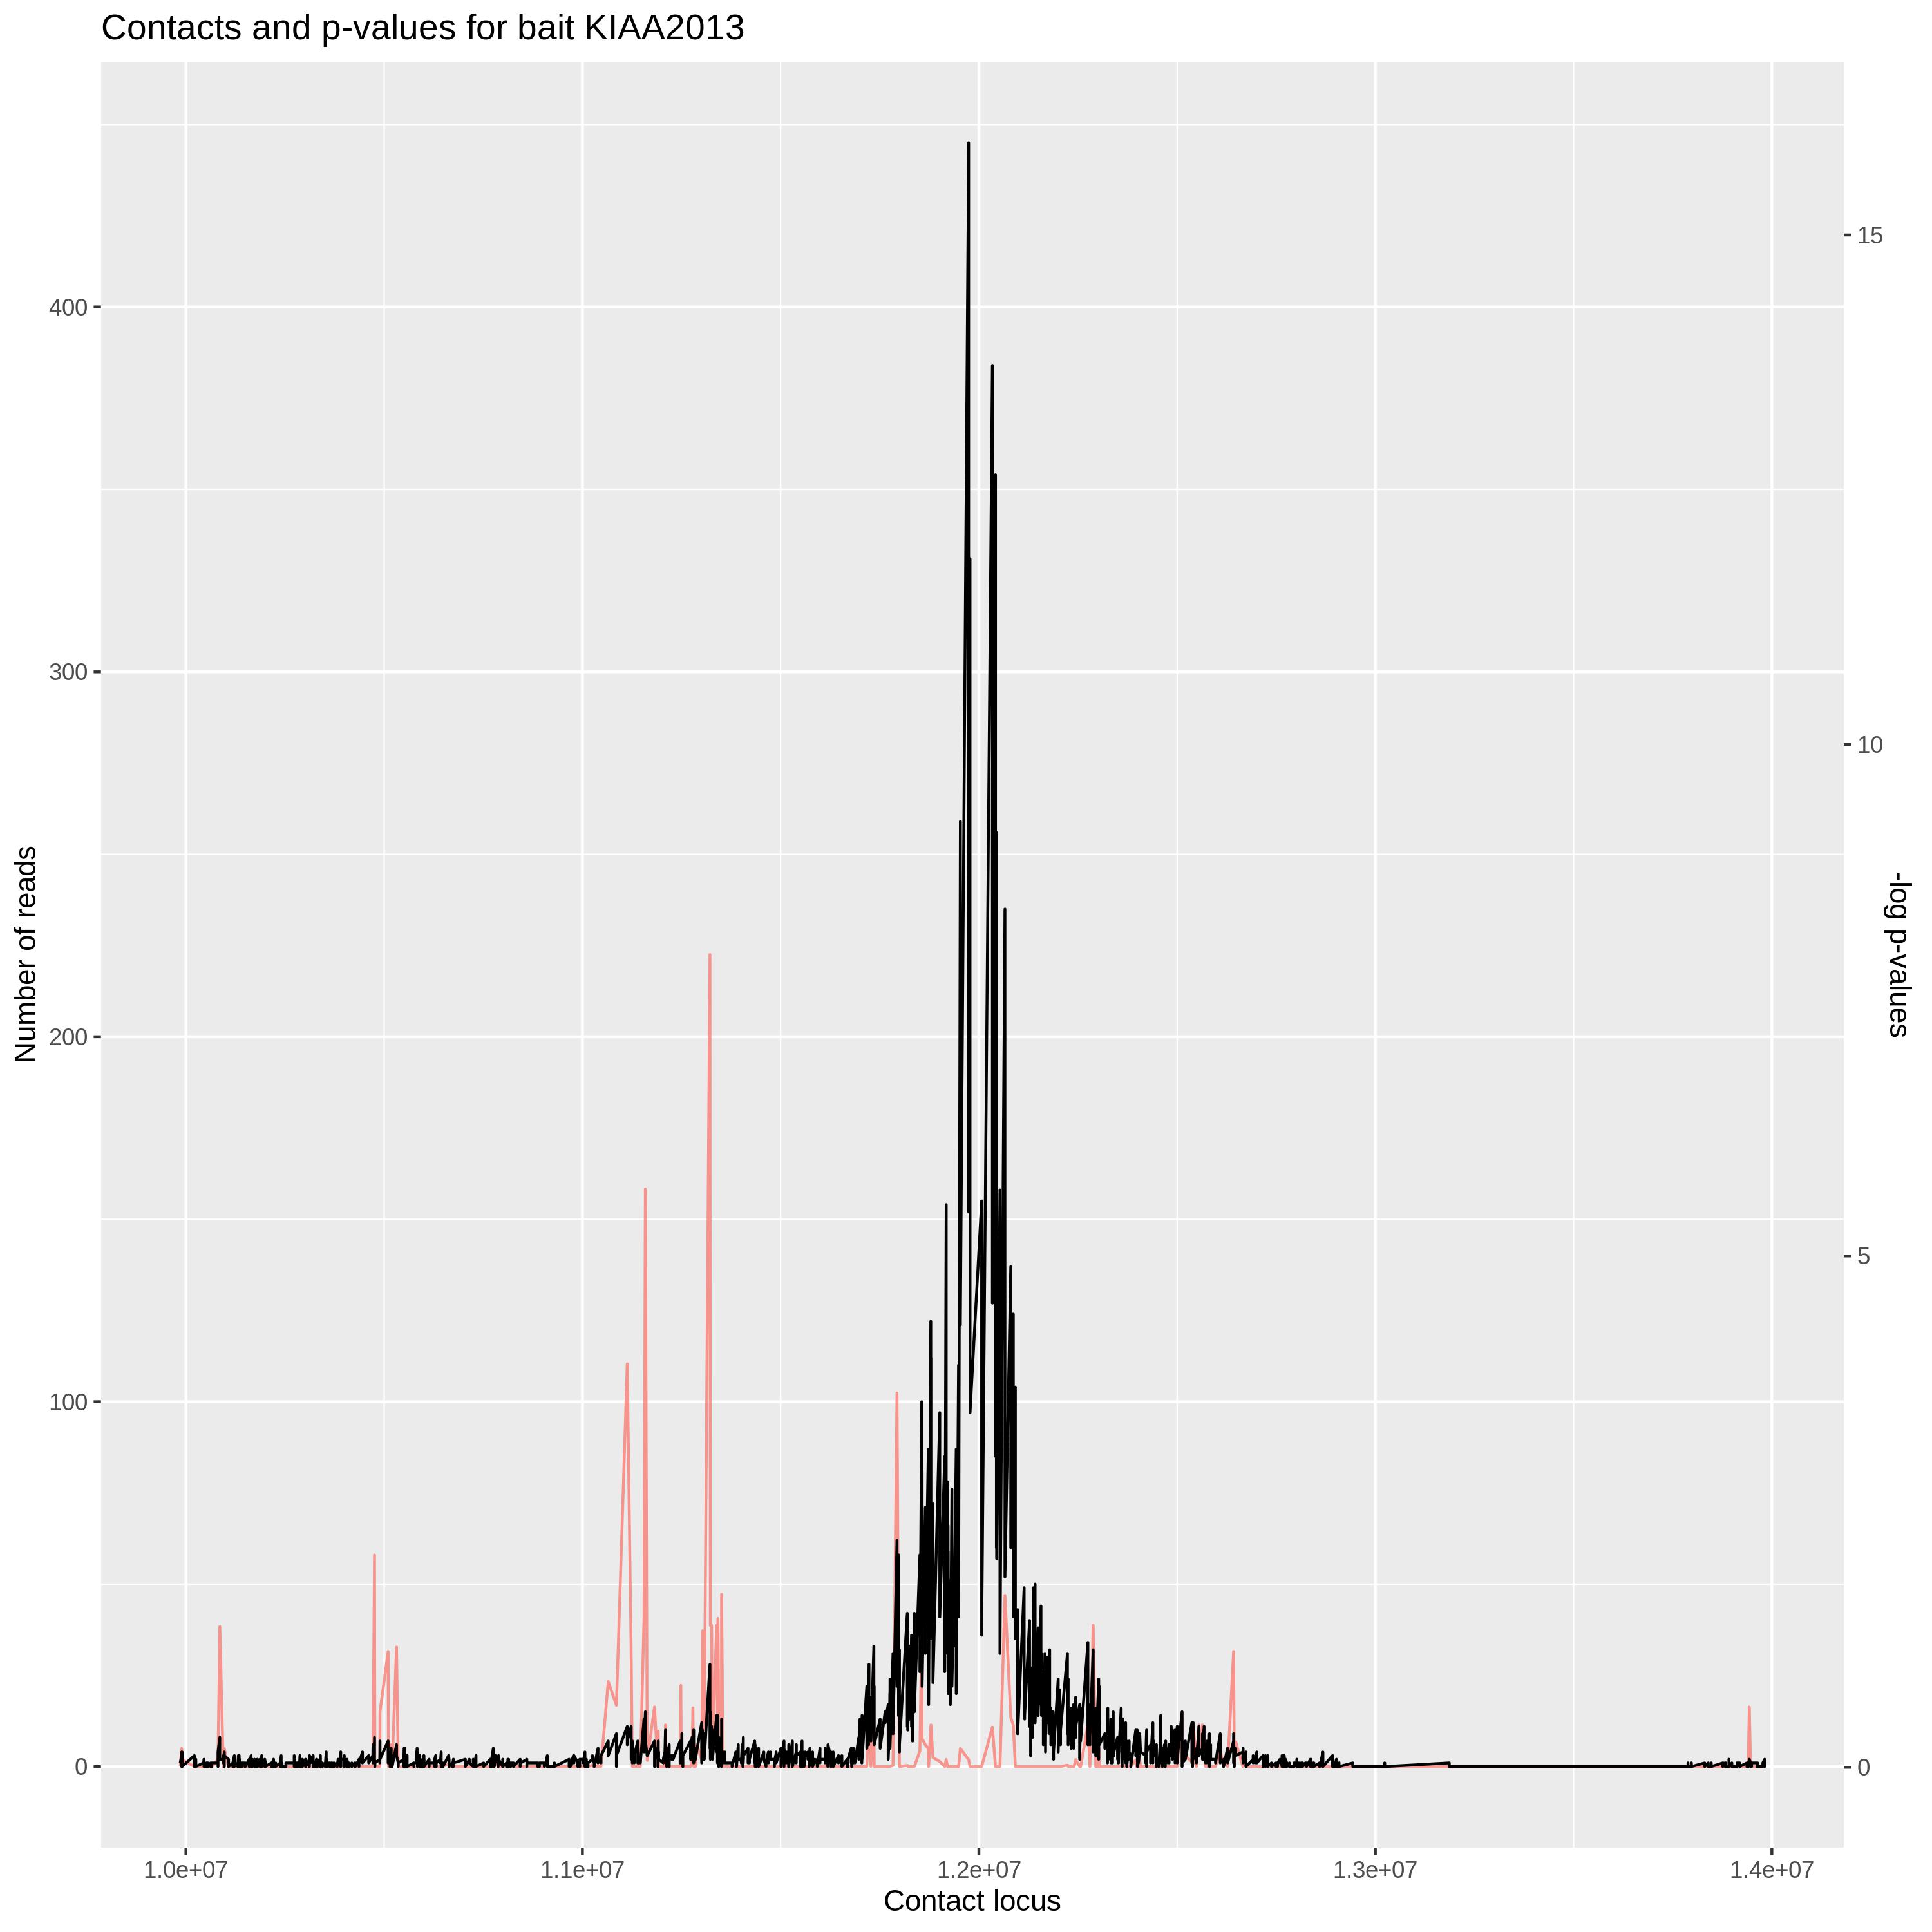 Contacts and p-values for bait KIAA2013
Number of reads
400
300
200
100
0
15
10
5
0
-log p-values
1.0e+07
1.1e+07
1.2e+07
1.3e+07
1.4e+07
Contact locus